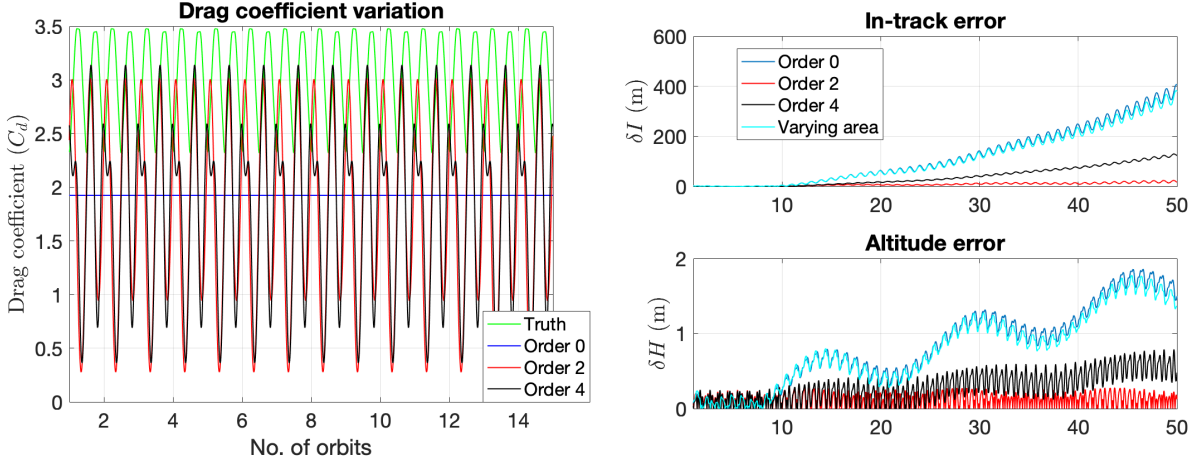 Drag coefficient variation
Drag coefficient (C_d)
3.5
3
2.5
2
1.5
1
0.5
0
2 4 6 8 10 12 14
No. of orbits
Truth
Order 0
Order 2
Order 4
In-track error
δI (m)
600
400
200
0
10 20 30 40 50
Order 0
Order 2
Order 4
Varying area
Altitude error
δH (m)
2
1
0
10 20 30 40 50